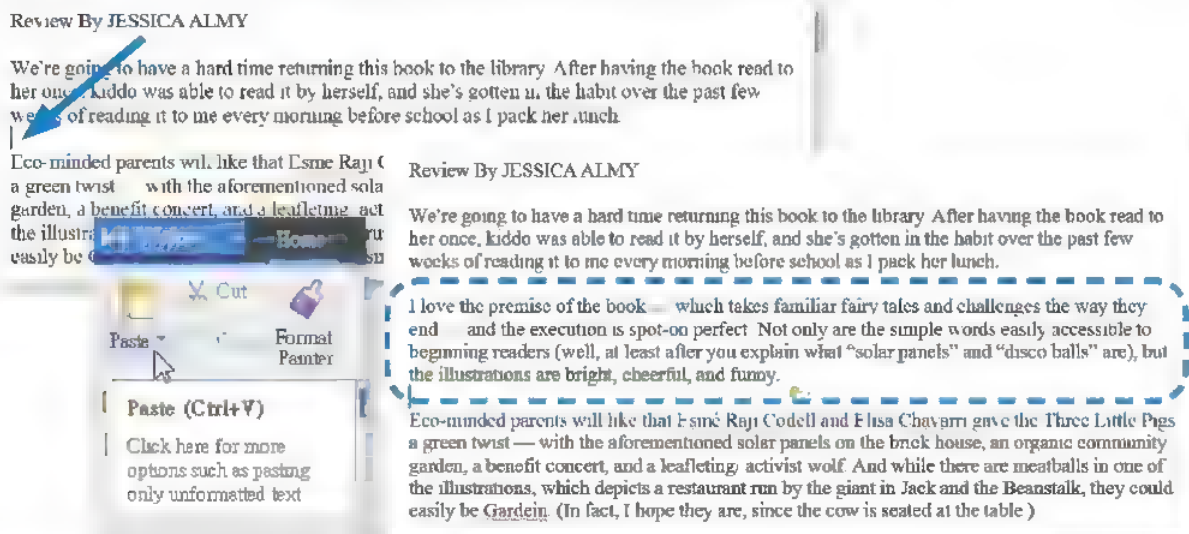 Review By JESSICA ALMY
We're going to have a hard time returning this book to the library. After having the book read to
her once, kiddo was able to read it by herself, and she's gotten in the habit over the past few
weeks of reading it to me every morning before school as I pack her lunch.
Eco-minded parents will like that Esme Raji C
a green twist with the aforementioned sola
garden, a benefit concert, and a leafleting act
the illustra
ru
easily be
Home
Cut
Paste
Format
Painter
Paste (Ctrl+V)
Click here for more
options such as pasting
only unformatted text
Review By JESSICA ALMY
We're going to have a hard time returning this book to the library. After having the book read to
her once, kiddo was able to read it by herself, and she's gotten in the habit over the past few
weeks of reading it to me every morning before school as I pack her lunch.
I love the premise of the book — which takes familiar fairy tales and challenges the way they
end — and the execution is spot-on perfect. Not only are the simple words easily accessible to
beginning readers (well, at least after you explain what “solar panels” and “disco balls” are), but
the illustrations are bright, cheerful, and funny.
Eco-minded parents will like that Esmé Raji Codell and Elisa Chavarri gave the Three Little Pigs
a green twist — with the aforementioned solar panels on the brick house, an organic community
garden, a benefit concert, and a leafleting activist wolf. And while there are meatballs in one of
the illustrations, which depicts a restaurant run by the giant in Jack and the Beanstalk, they could
easily be Gardein. (In fact, I hope they are, since the cow is seated at the table.)